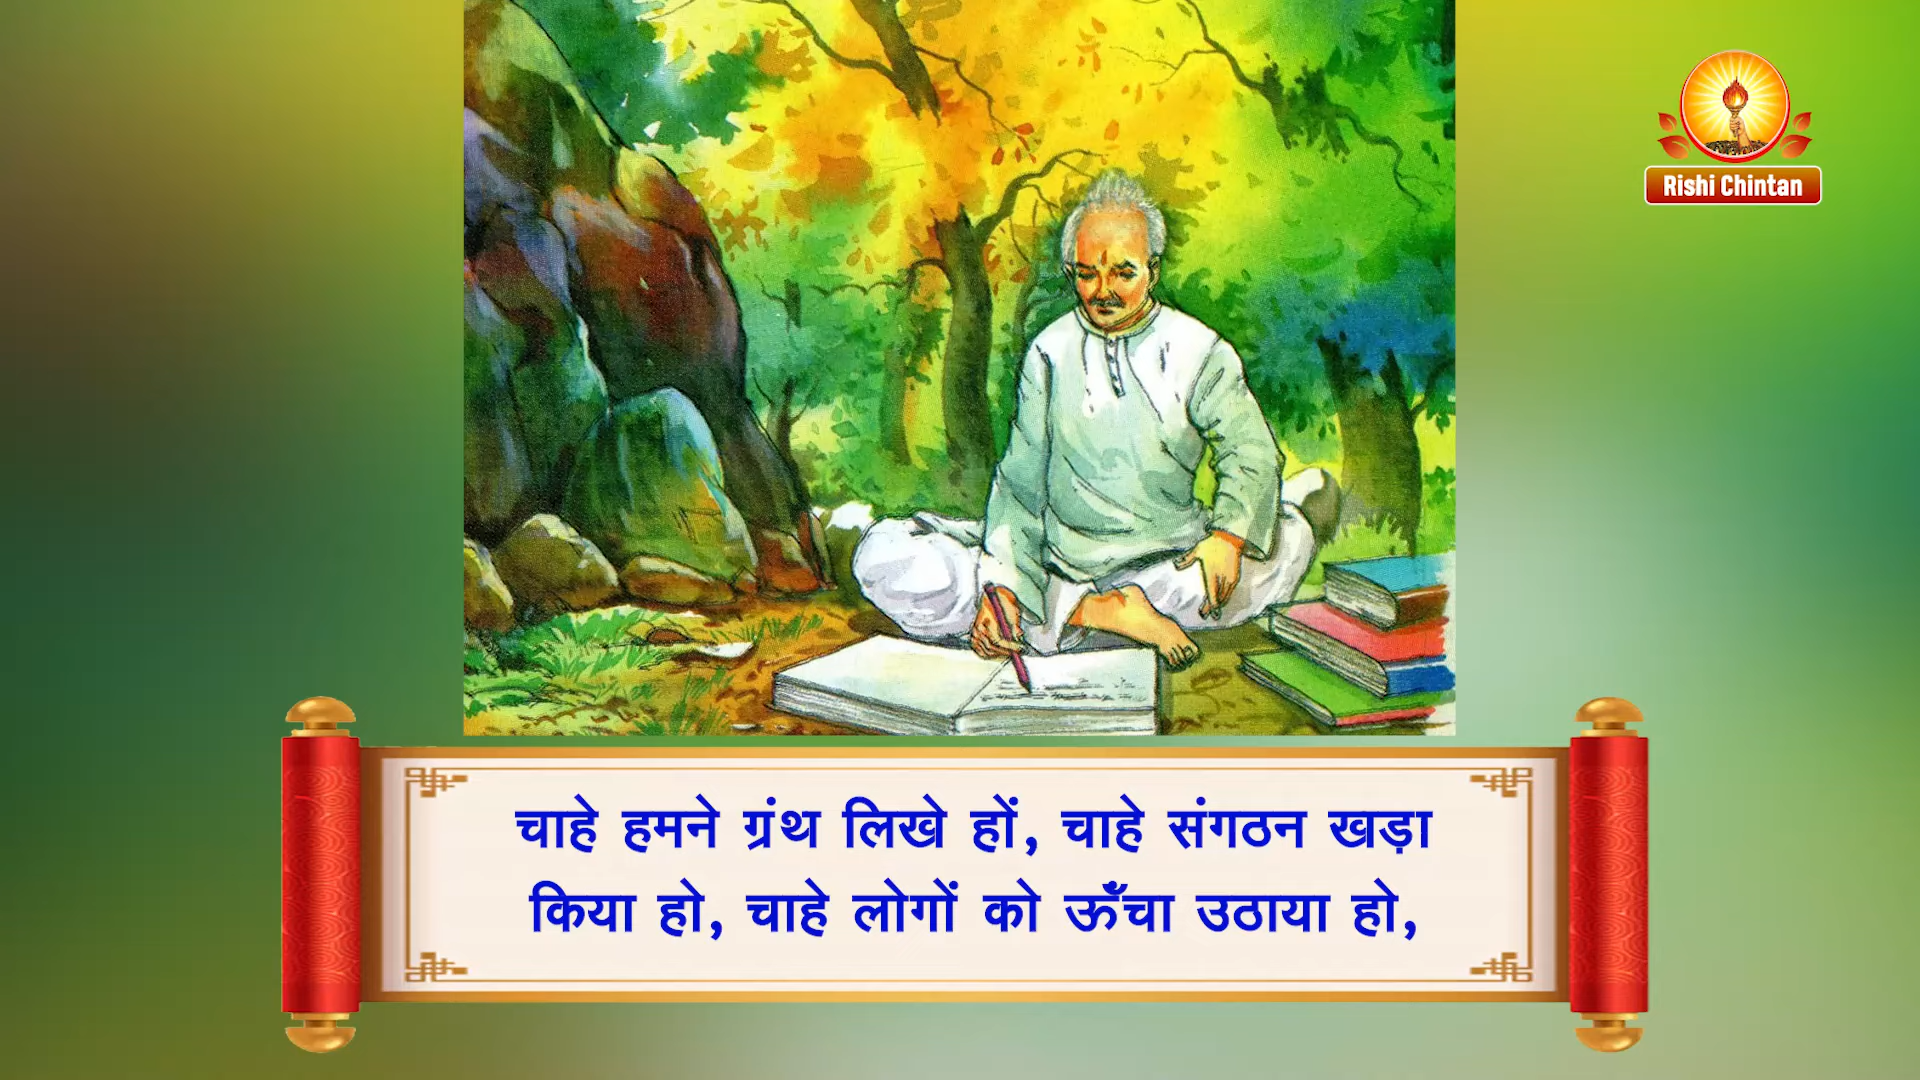 Rishi Chintan
चाहे हमने ग्रंथ लिखे हों, चाहे संगठन खड़ा
किया हो, चाहे लोगों को ऊँचा उठाया हो,